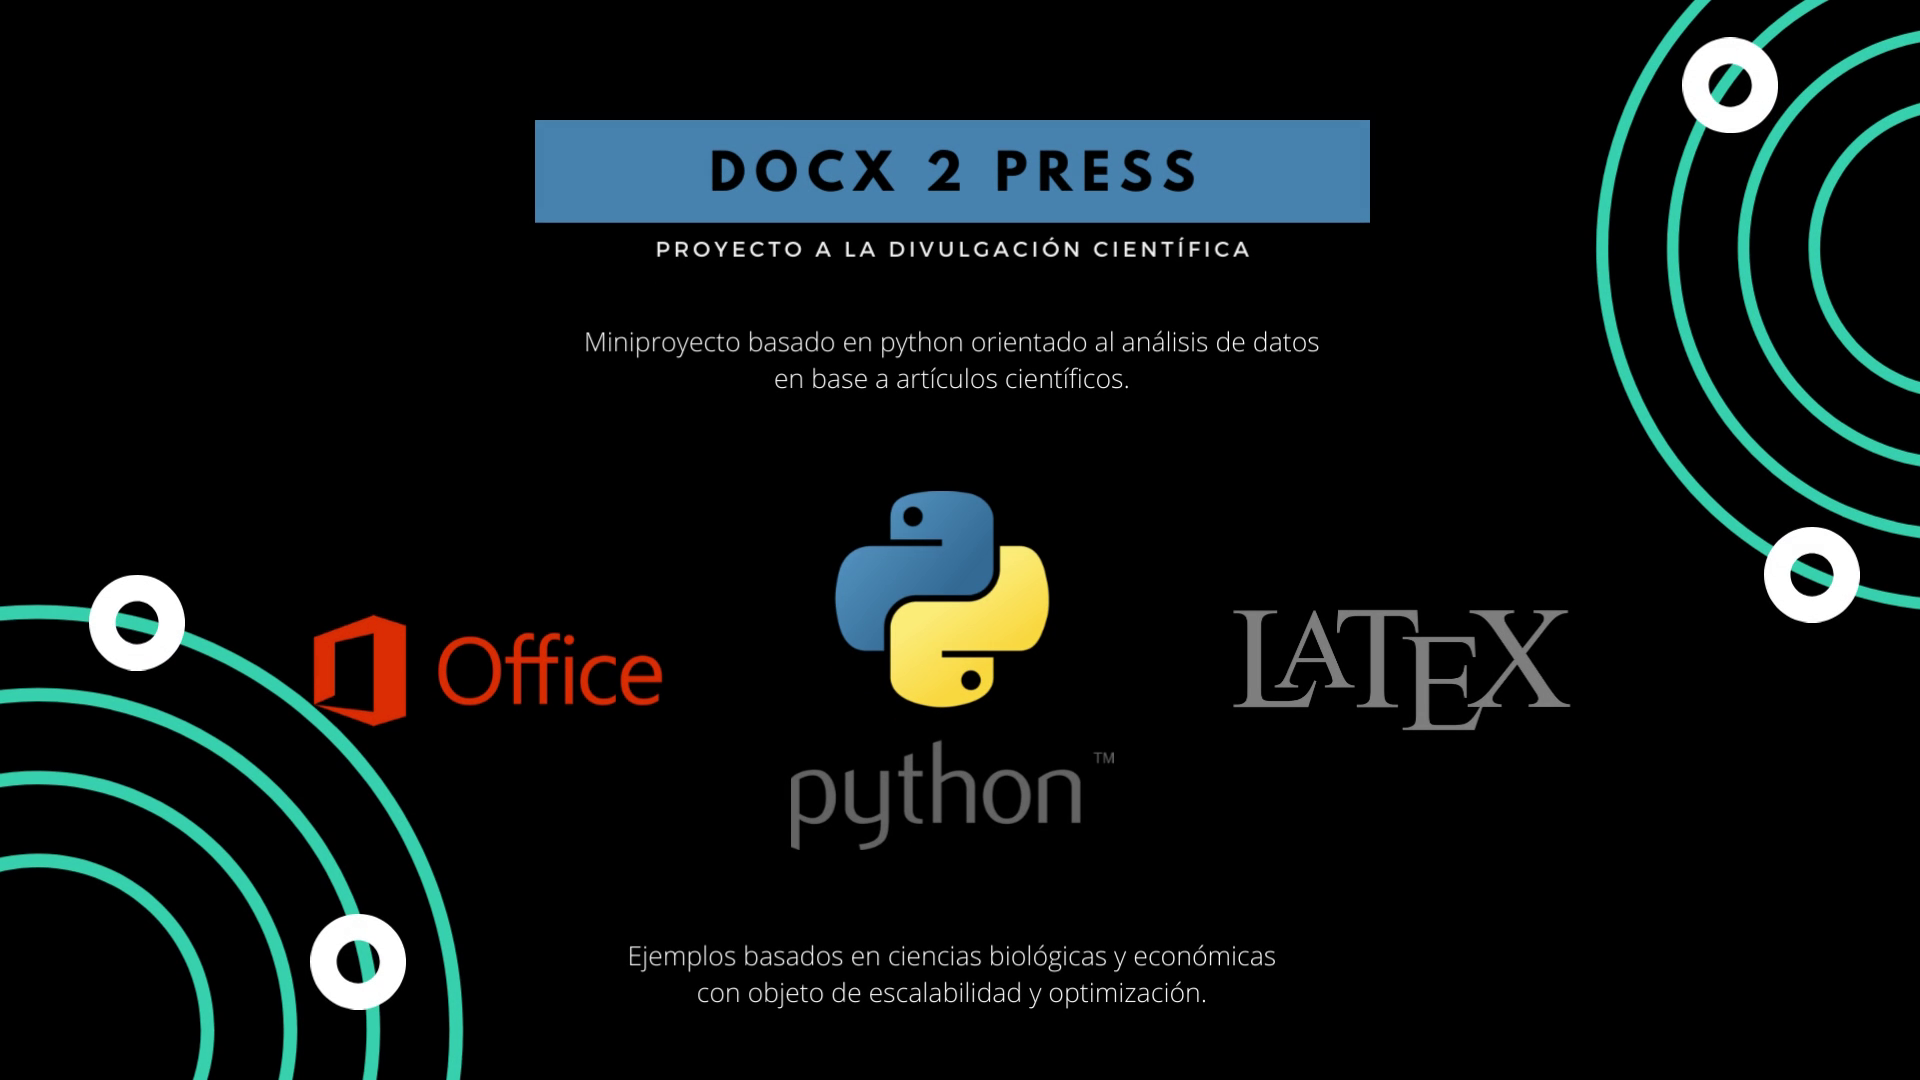 DOCX 2 PRESS
PROYECTO A LA DIVULGACIÓN CIENTÍFICA
Miniproyecto basado en python orientado al análisis de datos
en base a artículos científicos.
Office
python™
LATEX
Ejemplos basados en ciencias biológicas y económicas
con objeto de escalabilidad y optimización.